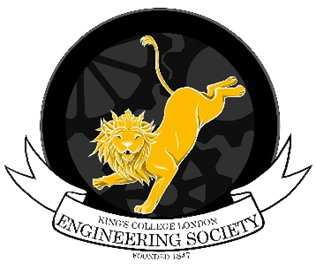 KING'S COLLEGE LONDON
ENGINEERING SOCIETY
FOUNDED 1847